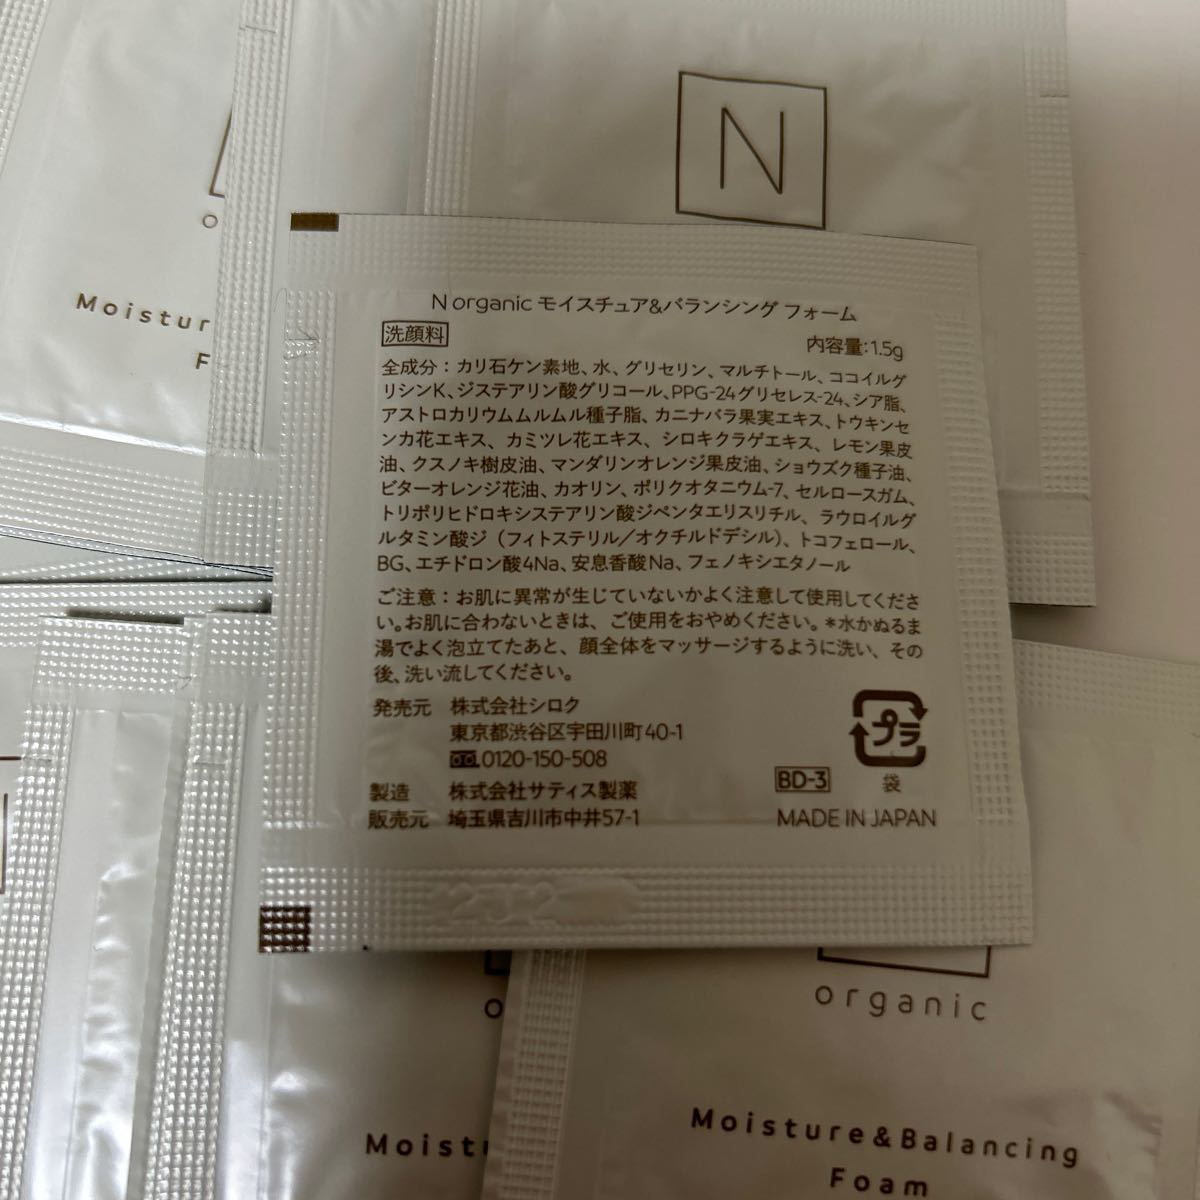 N
Moistur
F
N organic モイスチュア&バランシング フォーム
洗顔料
内容量:1.5g
全成分:カリ石ケン素地、水、グリセリン、マルチトール、ココイルグ
リシンK、ジステアリン酸グリコール、PPG-24グリセレス-24、シア脂、
アストロカリウムムルムル種子脂、カニナバラ果実エキス、トウキンセ
ンカ花エキス、カミツレ花エキス、シロキクラゲエキス、レモン果皮
油、クスノキ樹皮油、マンダリンオレンジ果皮油、ショウズク種子油、
ビターオレンジ花油、カオリン、ポリクオタニウム-7、セルロースガム、
トリポリヒドロキシステアリン酸ジペンタエリスリチル、ラウロイルグ
ルタミン酸ジ(フィトステリル/オクチルドデシル)、トコフェロール、
BG、エチドロン酸4Na、安息香酸Na、フェノキシエタノール
ご注意:お肌に異常が生じていないかよく注意して使用してくださ
い。お肌に合わないときは、ご使用をおやめください。*水かぬるま
湯でよく泡立てたあと、顔全体をマッサージするように洗い、その
後、洗い流してください。
発売元 株式会社シロク
東京都渋谷区宇田川町40-1
0120-150-508
製造 株式会社サティス製薬
販売元 埼玉県吉川市中井57-1
プラ
袋
BD-3
MADE IN JAPAN
organic
Moist
Moisture&Balancing
Foam